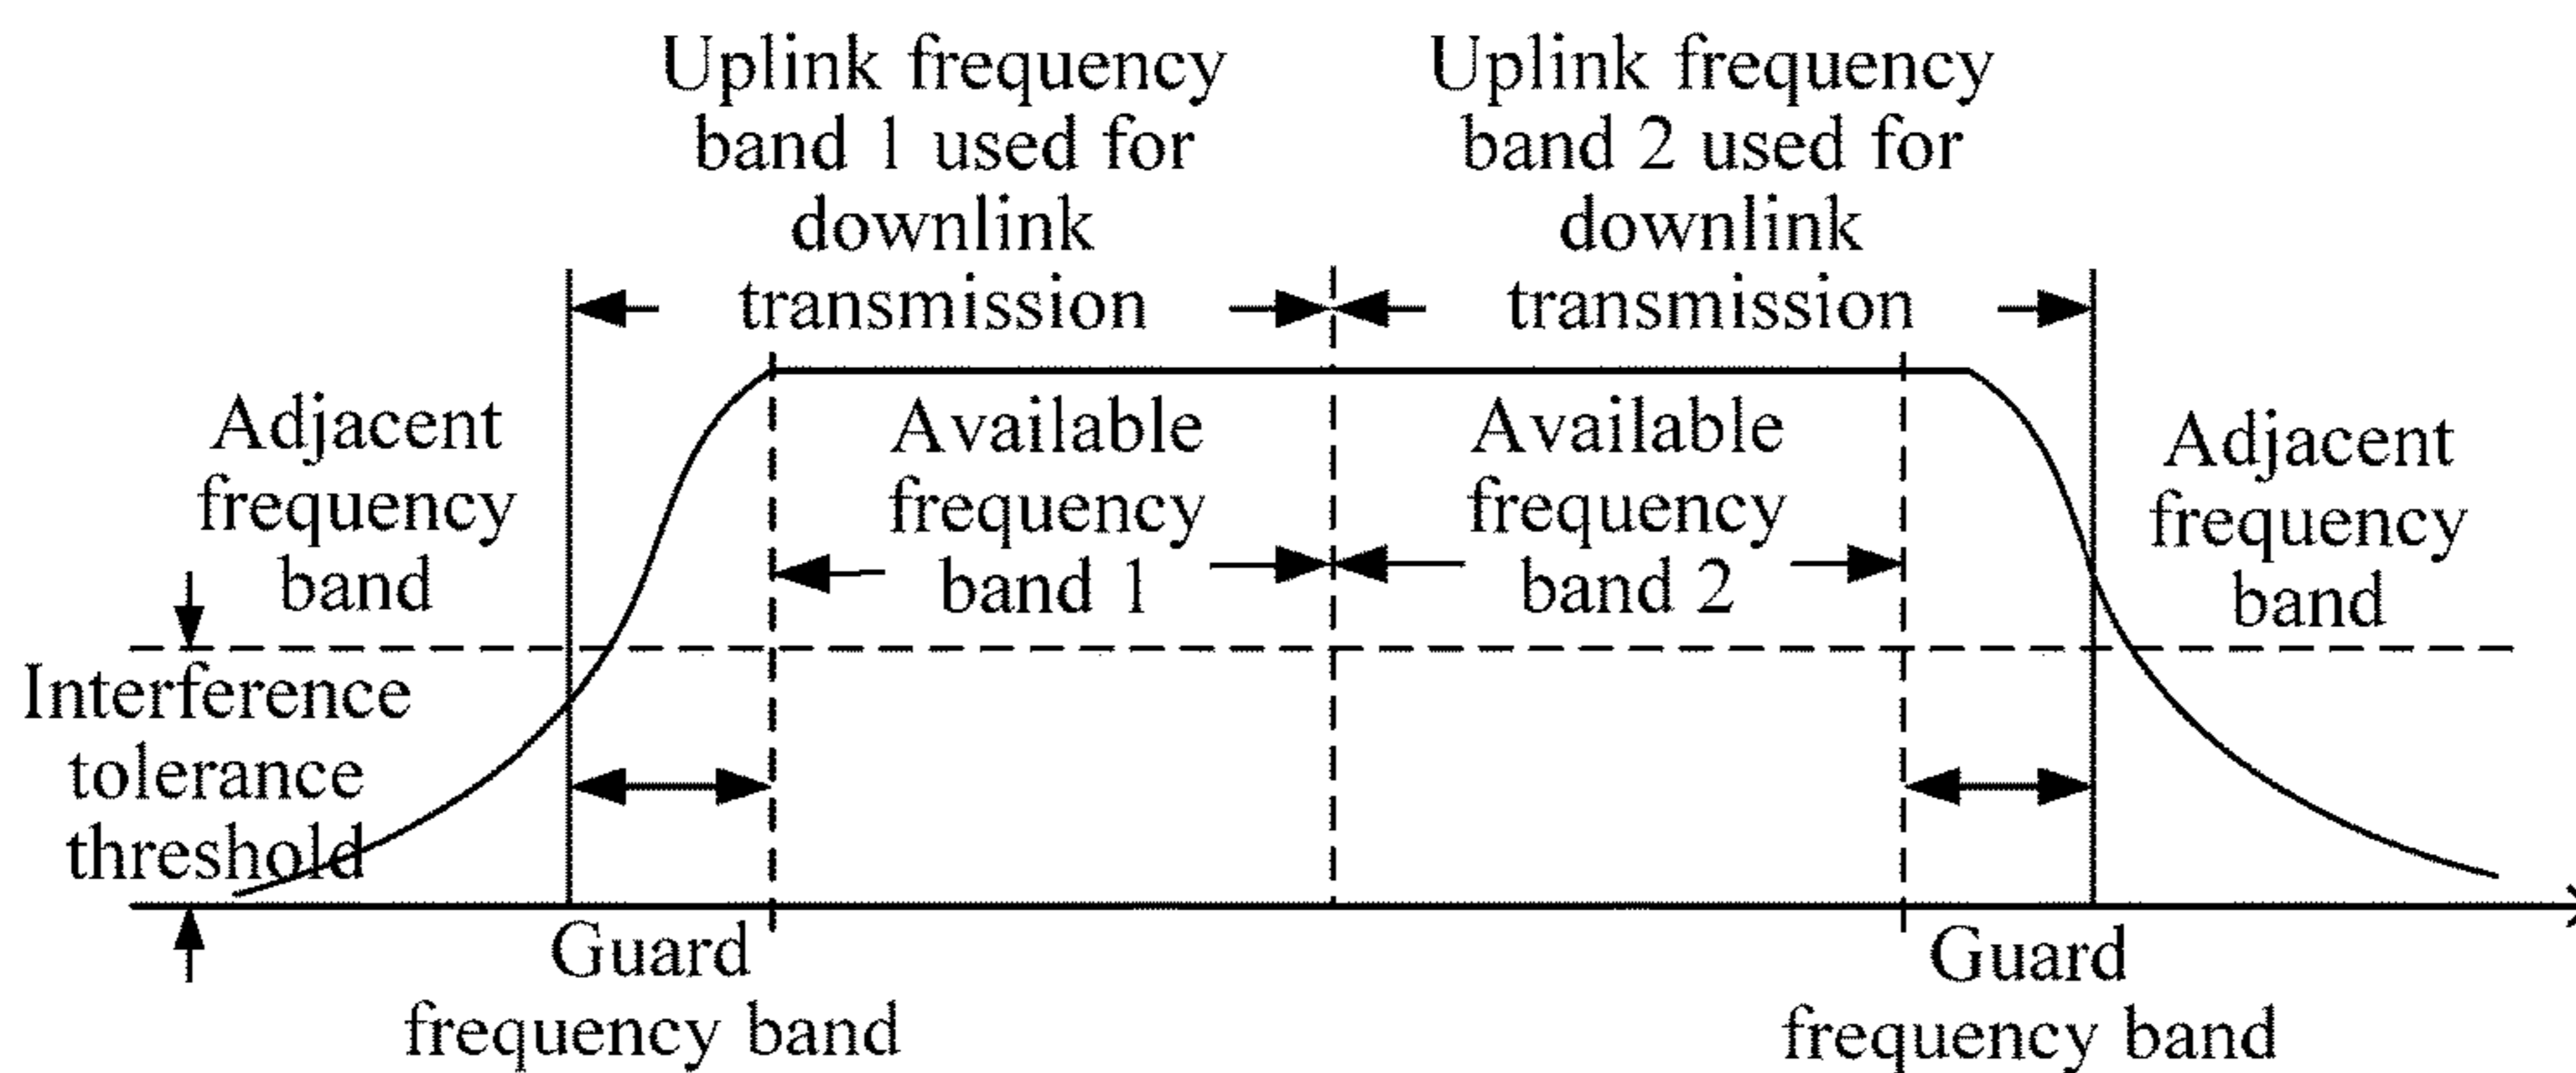 Uplink frequency
band 1 used for
downlink
transmission
Uplink frequency
band 2 used for
downlink
transmission
Adjacent
frequency
band
Available
frequency
band 1
Available
frequency
band 2
Adjacent
frequency
band
Interference
tolerance
threshold
Guard
frequency band
Guard
frequency band